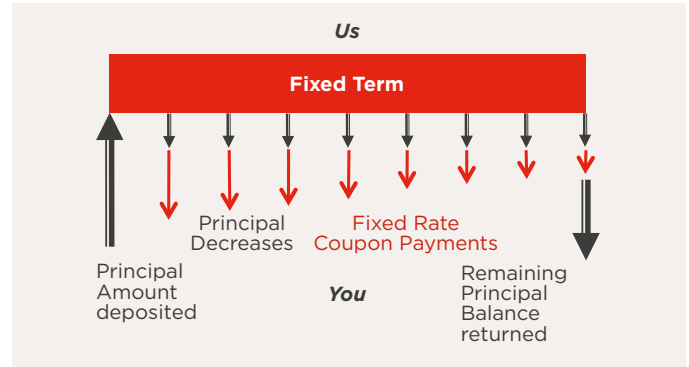 Us
Fixed Term
Principal
Decreases
Fixed Rate
Coupon Payments
Principal
Amount
deposited
You
Remaining
Principal
Balance
returned